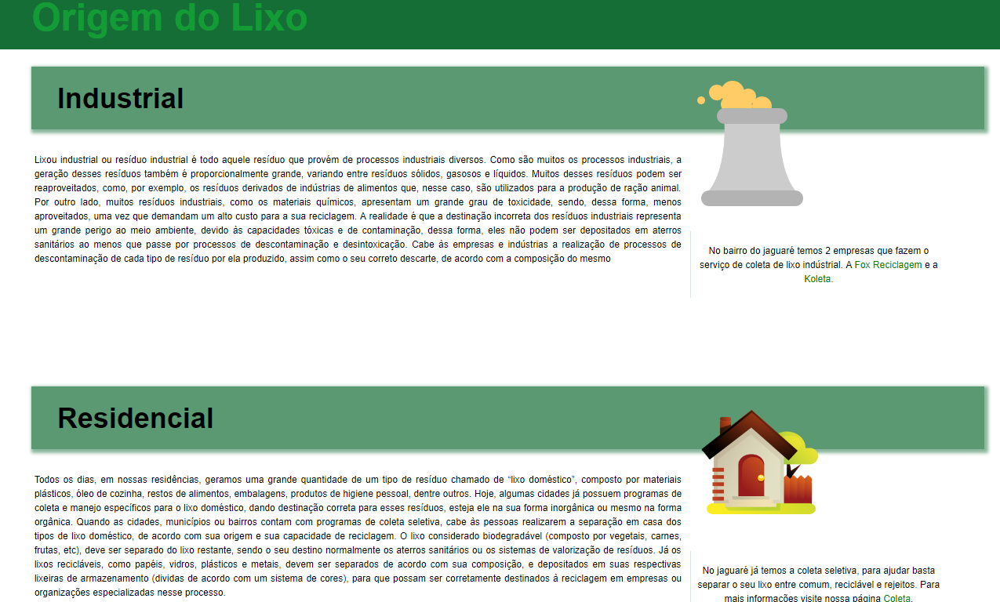 Origem do Lixo
Industrial
Lixou industrial ou resíduo industrial é todo aquele resíduo que provém de processos industriais diversos. Como são muitos os processos industriais, a
geração desses resíduos também é proporcionalmente grande, variando entre resíduos sólidos, gasosos e líquidos. Muitos desses resíduos podem ser
reaproveitados, como, por exemplo, os resíduos derivados de indústrias de alimentos que, nesse caso, são utilizados para a produção de ração animal.
Por outro lado, muitos resíduos industriais, como os materiais químicos, apresentam um grande grau de toxicidade, sendo, dessa forma, menos
aproveitados, uma vez que demandam um alto custo para a sua reciclagem. A realidade é que a destinação incorreta dos resíduos industriais representa
um grande perigo ao meio ambiente, devido às capacidades tóxicas e de contaminação, dessa forma, eles não podem ser depositados em aterros
sanitários ao menos que passe por processos de descontaminação e desintoxicação. Cabe às empresas e indústrias a realização de processos de
descontaminação de cada tipo de resíduo por ela produzido, assim como o seu correto descarte, de acordo com a composição do mesmo
No bairro do jaguaré temos 2 empresas que fazem o
serviço de coleta de lixo indústrial. A Fox Reciclagem e a
Koleta.
Residencial
Todos os dias, em nossas residências, geramos uma grande quantidade de um tipo de resíduo chamado de “lixo doméstico”, composto por materiais
plásticos, óleo de cozinha, restos de alimentos, embalagens, produtos de higiene pessoal, dentre outros. Hoje, algumas cidades já possuem programas de
coleta e manejo específicos para o lixo doméstico, dando destinação correta para esses resíduos, esteja ele na sua forma inorgânica ou mesmo na forma
orgânica. Quando as cidades, municípios ou bairros contam com programas de coleta seletiva, cabe às pessoas realizarem a separação em casa dos
tipos de lixo doméstico, de acordo com sua origem e sua capacidade de reciclagem. O lixo considerado biodegradável (composto por vegetais, carnes,
frutas, etc), deve ser separado do lixo restante, sendo o seu destino normalmente os aterros sanitários ou os sistemas de valorização de resíduos. Já os
lixos recicláveis, como papéis, vidros, plásticos e metais, devem ser separados de acordo com sua composição, e depositados em suas respectivas
lixeiras de armazenamento (dividas de acordo com um sistema de cores), para que possam ser corretamente destinados à reciclagem em empresas ou
organizações especializadas nesse processo.
No jaguaré já temos a coleta seletiva, para ajudar basta
separar o seu lixo entre comum, reciclável e rejeitos. Para
mais informações visite nossa página Coleta.